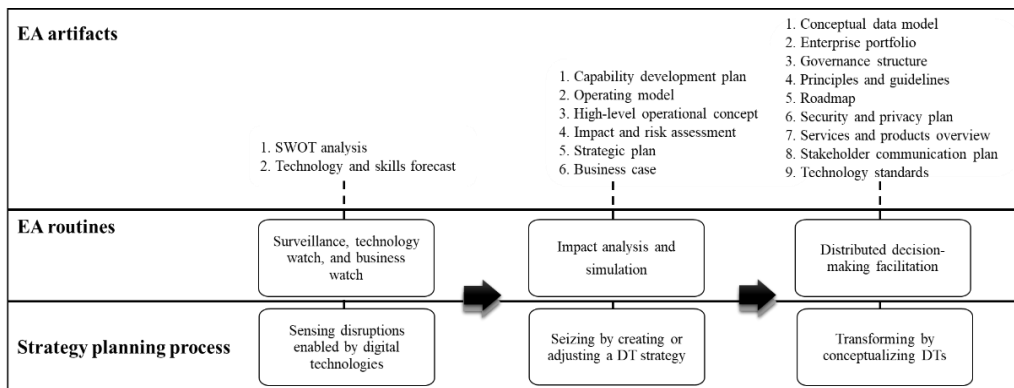 EA artifacts
1. SWOT analysis
2. Technology and skills forecast
1. Capability development plan
2. Operating model
3. High-level operational concept
4. Impact and risk assessment
5. Strategic plan
6. Business case
1. Conceptual data model
2. Enterprise portfolio
3. Governance structure
4. Principles and guidelines
5. Roadmap
6. Security and privacy plan
7. Services and products overview
8. Stakeholder communication plan
9. Technology standards
EA routines
Surveillance, technology
watch, and business
watch
Impact analysis and
simulation
Distributed decision-
making facilitation
Strategy planning process
Sensing disruptions
enabled by digital
technologies
Seizing by creating or
adjusting a DT strategy
Transforming by
conceptualizing DTs